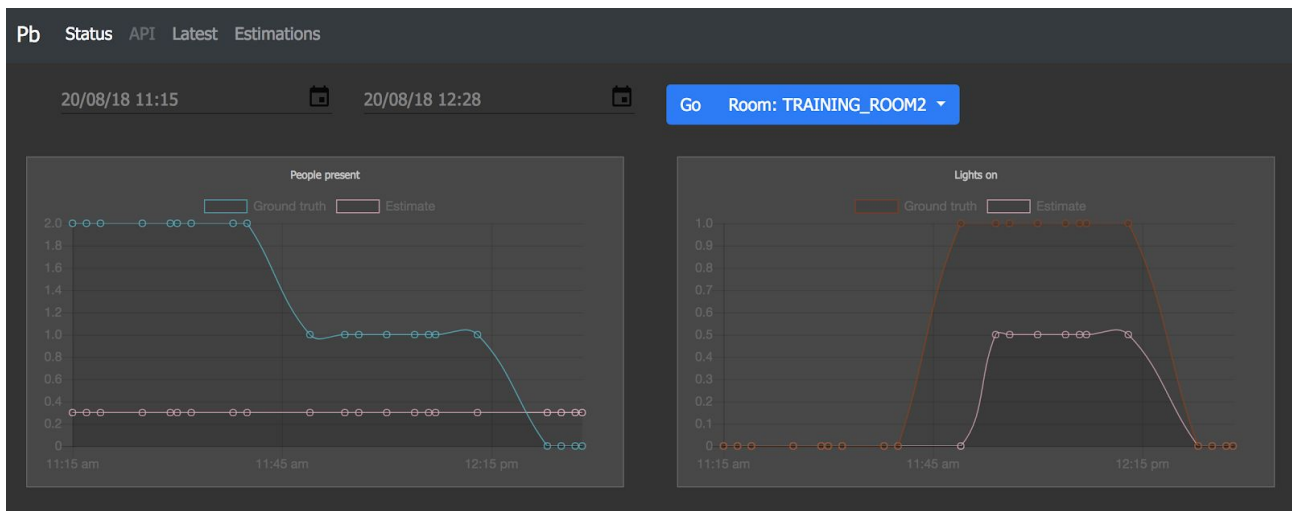 Pb Status API Latest Estimations
20/08/18 11:15 20/08/18 12:28 Go Room: TRAINING_ROOM2
People present
Ground truth Estimate
2.0
1.8
1.6
1.4
1.2
1.0
0.8
0.6
0.4
0.2
0
11:15 am 11:45 am 12:15 pm
Lights on
Ground truth Estimate
1.0
0.9
0.8
0.7
0.6
0.5
0.4
0.3
0.2
0.1
0
11:15 am 11:45 am 12:15 pm